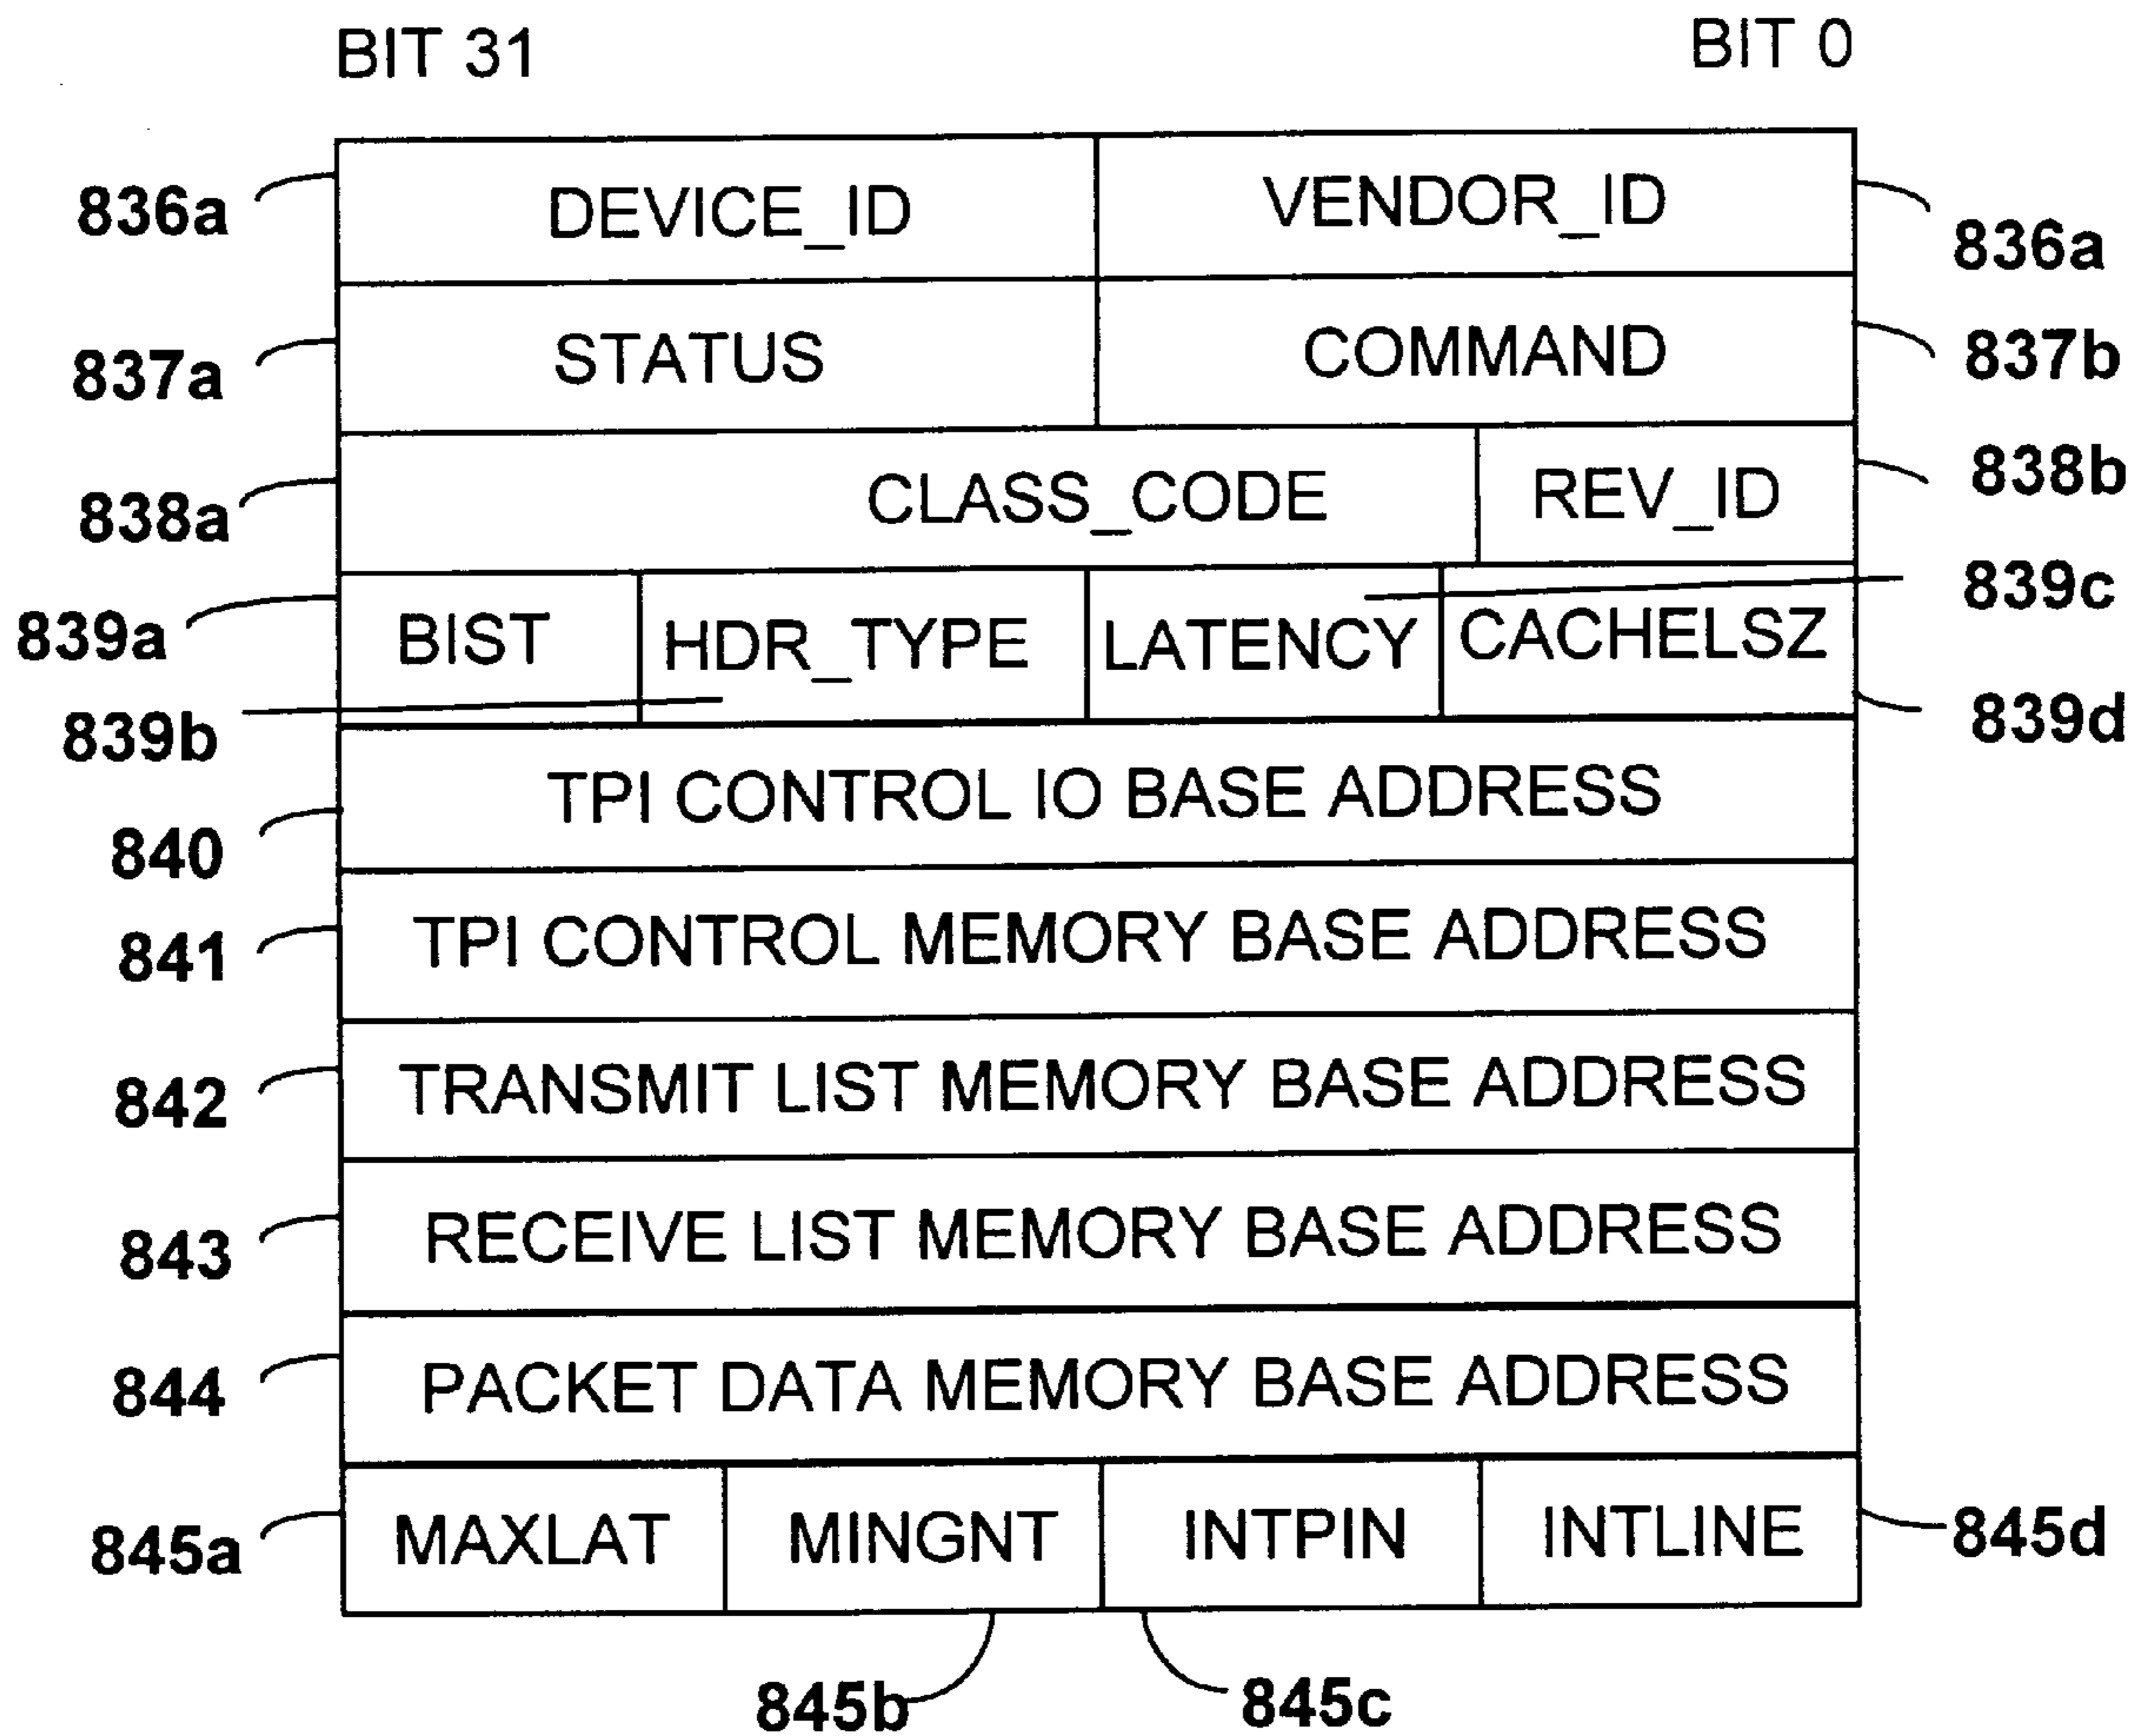 BIT 31 BIT 0
836a DEVICE_ID VENDOR_ID 836a
837a STATUS COMMAND 837b
838a CLASS_CODE REV_ID 838b
839a BIST HDR_TYPE LATENCY CACHELSZ 839c
839b 839d
TPI CONTROL IO BASE ADDRESS
840
841 TPI CONTROL MEMORY BASE ADDRESS
842 TRANSMIT LIST MEMORY BASE ADDRESS
843 RECEIVE LIST MEMORY BASE ADDRESS
844 PACKET DATA MEMORY BASE ADDRESS
845a MAXLAT MINGNT INTPIN INTLINE 845d
845b 845c